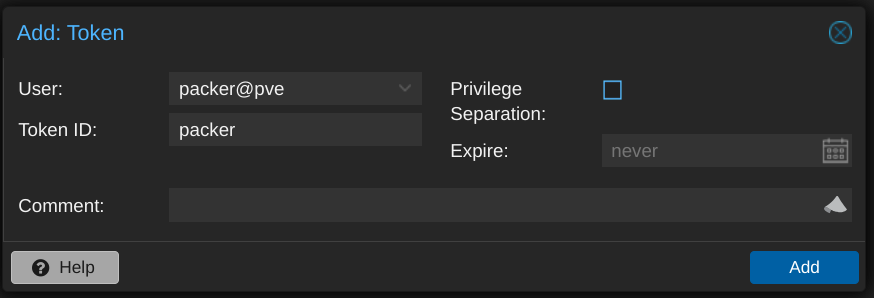 Add: Token
User:
packer@pve
Token ID:
packer
Privilege
Separation:
Expire:
never
Comment:
Help
Add